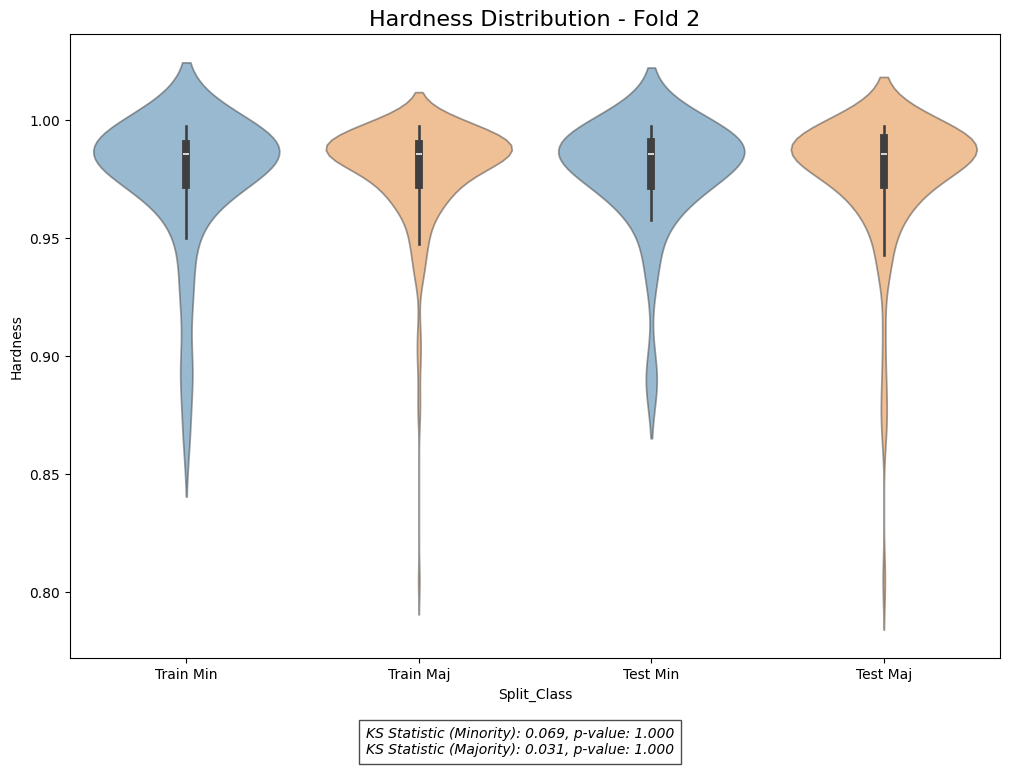 Hardness Distribution - Fold 2
1.00
0.95
0.90
0.85
0.80
Hardness
Train Min
Train Maj
Test Min
Test Maj
Split_Class
KS Statistic (Minority): 0.069, p-value: 1.000
KS Statistic (Majority): 0.031, p-value: 1.000